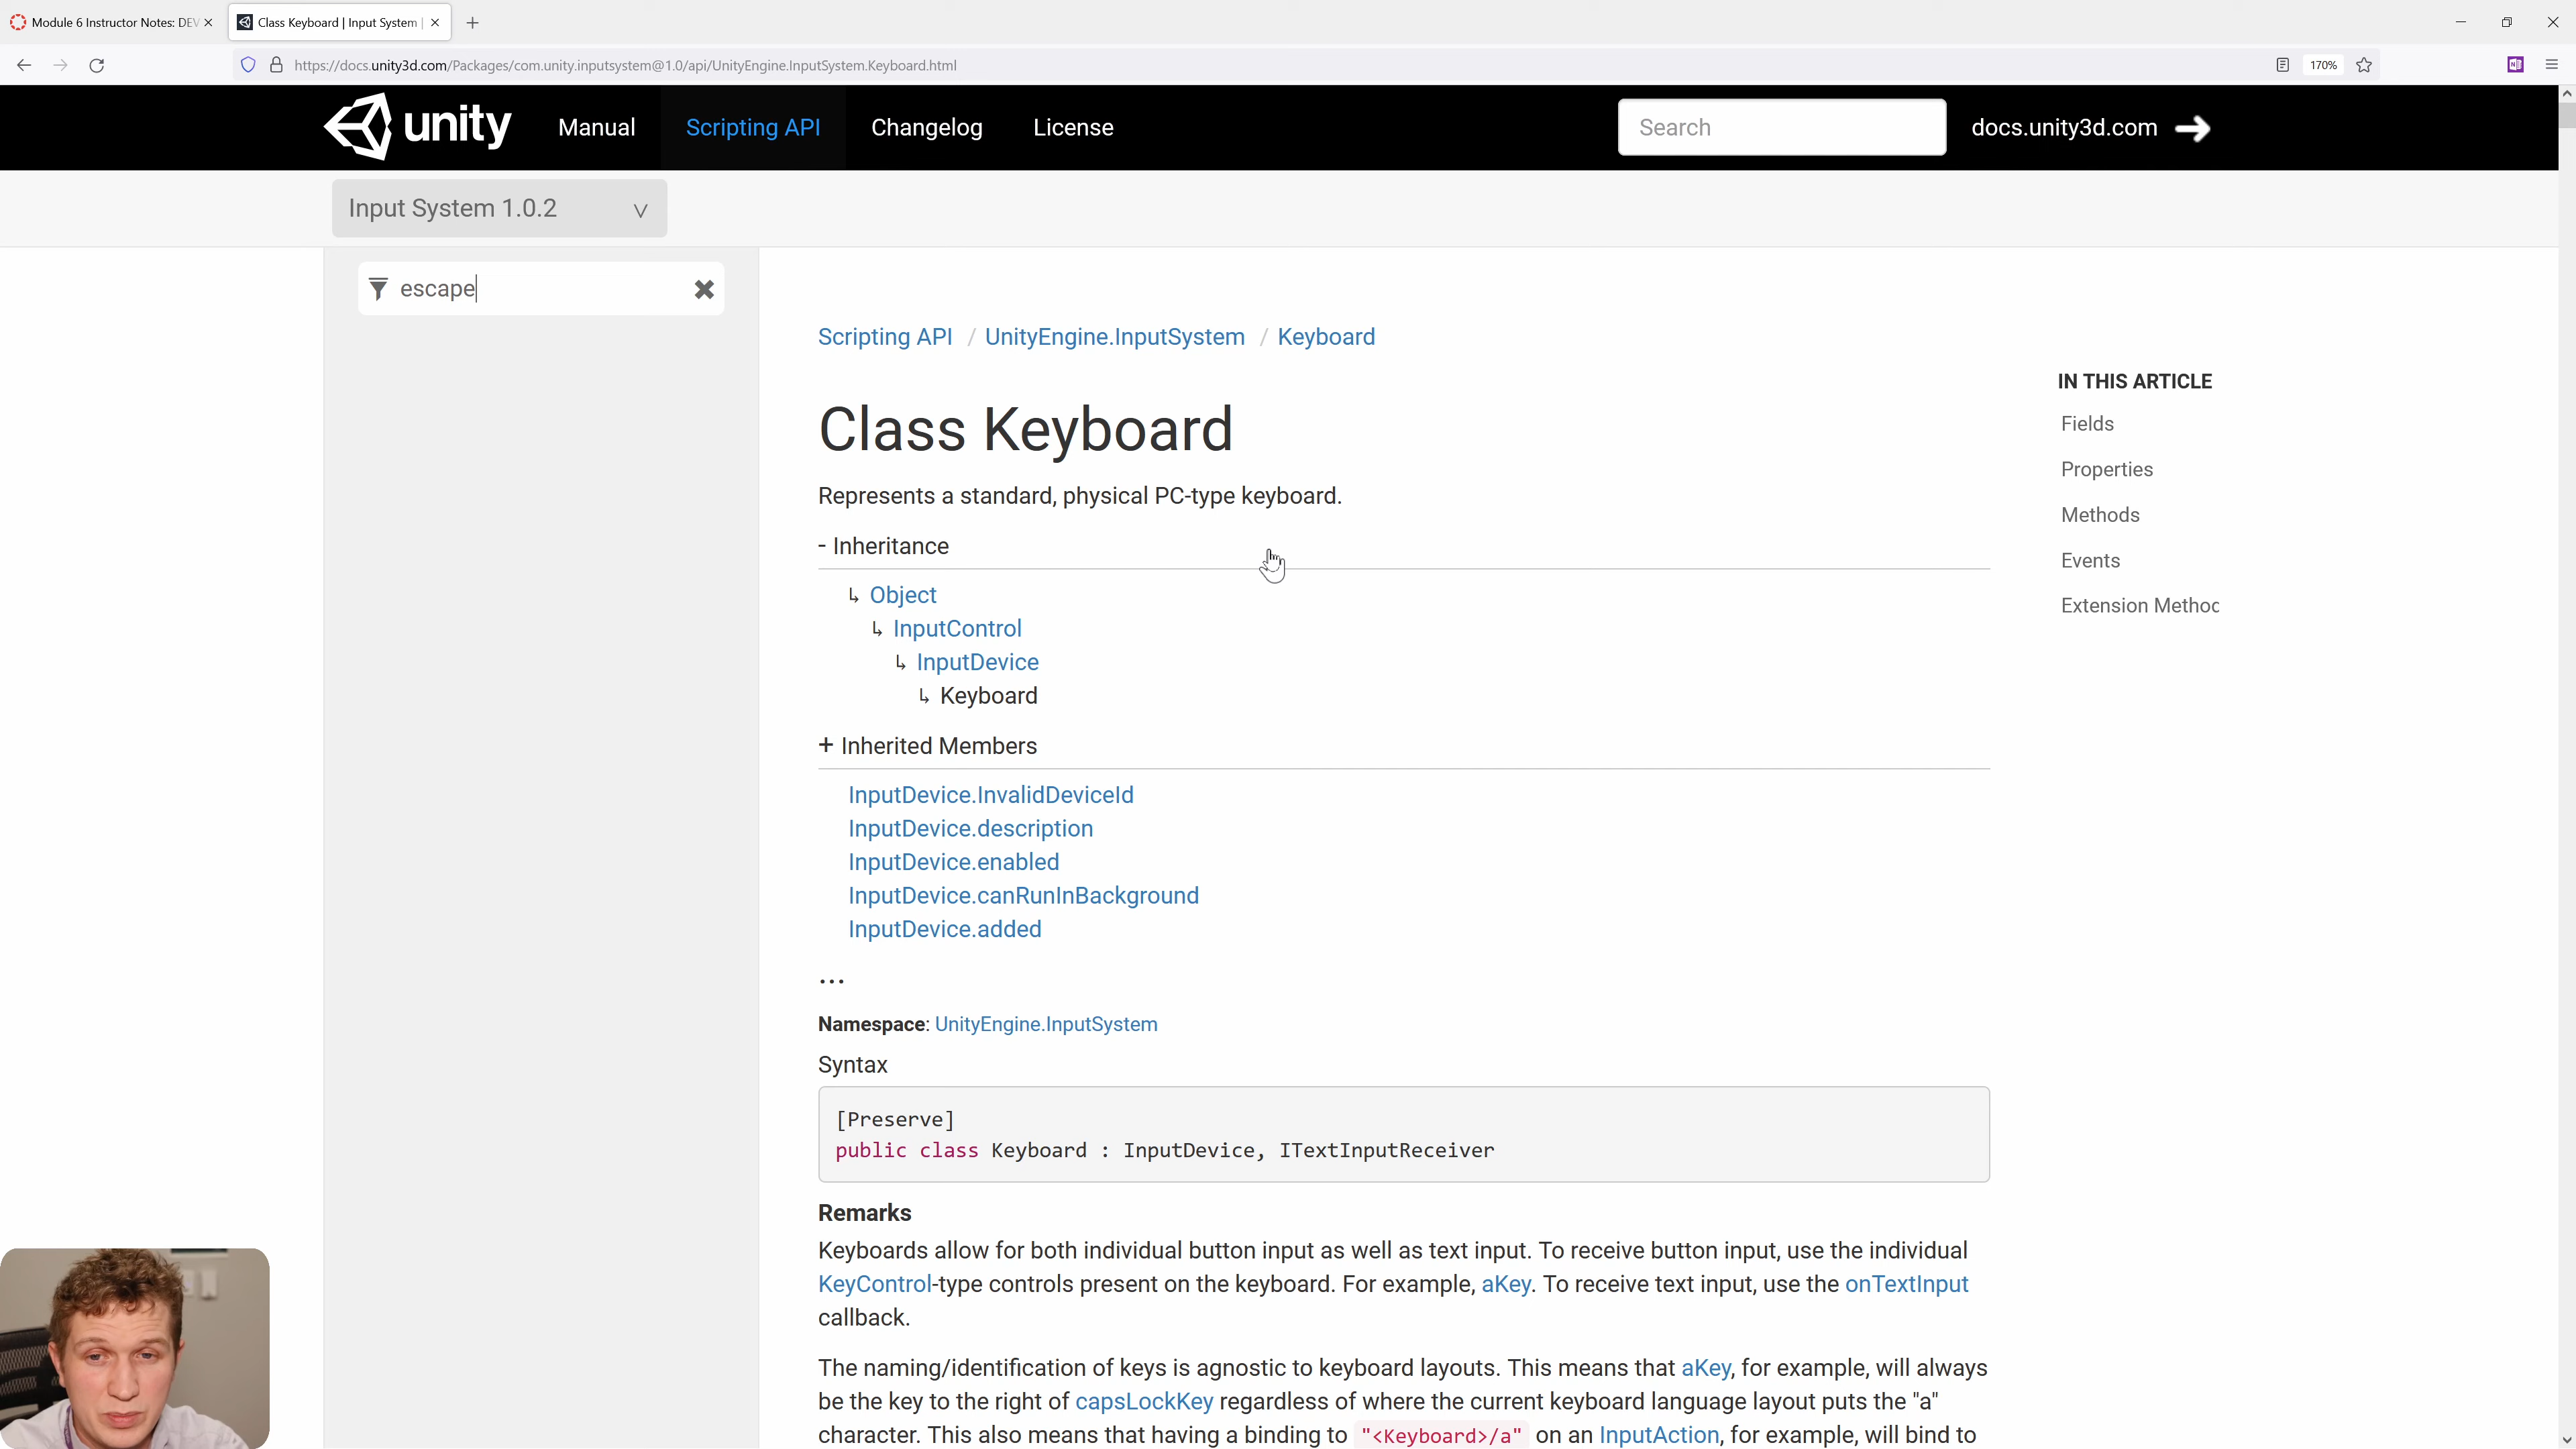 Module 6 Instructor Notes: DEV
Class Keyboard | Input System |
https://docs.unity3d.com/Packages/com.unity.inputsystem@1.0/api/UnityEngine.InputSystem.Keyboard.html
170%
unity
Manual
Scripting API
Changelog
License
Search
docs.unity3d.com
Input System 1.0.2
escape
Scripting API / UnityEngine.InputSystem / Keyboard
Class Keyboard
Represents a standard, physical PC-type keyboard.
- Inheritance
↳ Object
↳ InputControl
↳ InputDevice
↳ Keyboard
+ Inherited Members
InputDevice.InvalidDeviceId
InputDevice.description
InputDevice.enabled
InputDevice.canRunInBackground
InputDevice.added
...
Namespace: UnityEngine.InputSystem
Syntax
[Preserve]
public class Keyboard : InputDevice, ITextInputReceiver
Remarks
Keyboards allow for both individual button input as well as text input. To receive button input, use the individual
KeyControl-type controls present on the keyboard. For example, aKey. To receive text input, use the onTextInput
callback.
The naming/identification of keys is agnostic to keyboard layouts. This means that aKey, for example, will always
be the key to the right of capsLockKey regardless of where the current keyboard language layout puts the "a"
character. This also means that having a binding to "<Keyboard>/a" on an InputAction, for example, will bind to
IN THIS ARTICLE
Fields
Properties
Methods
Events
Extension Methoc